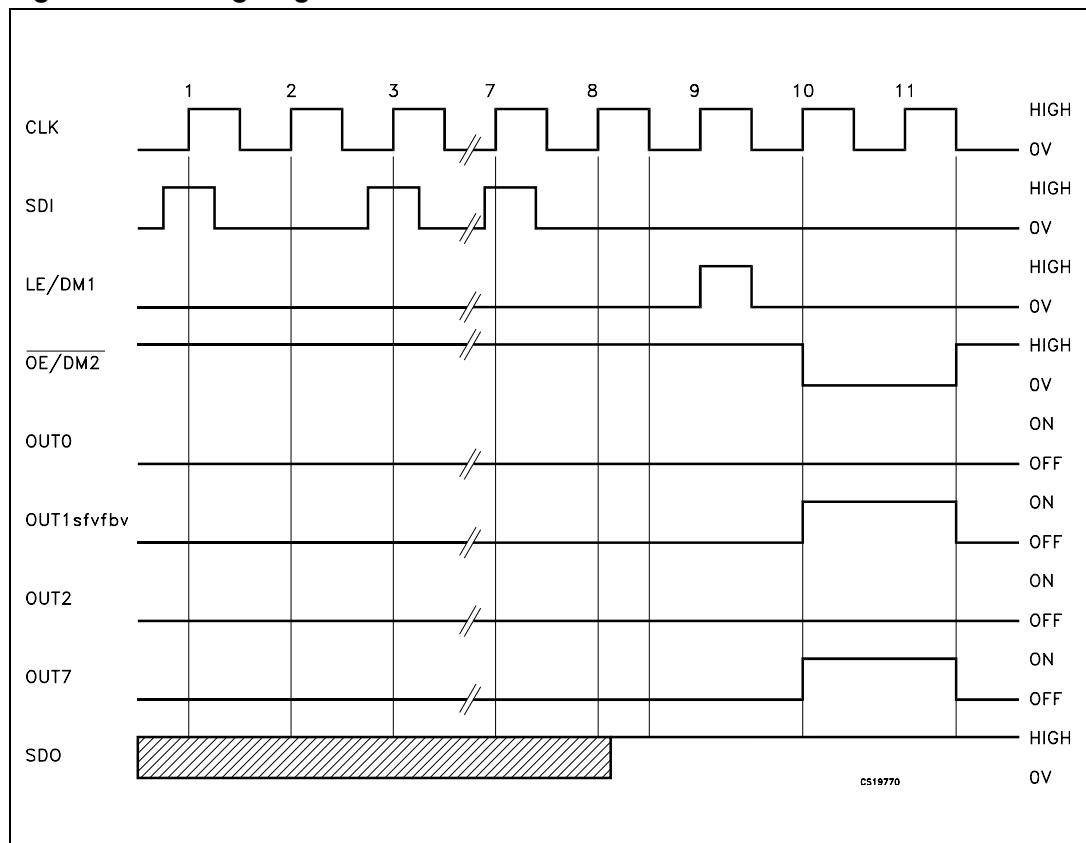 1 2 3 7 8 9 10 11
CLK
HIGH
0V
SDI
HIGH
0V
LE/DM1
HIGH
0V
OE/DM2
HIGH
0V
OUT0
ON
OFF
OUT1sfvfbv
ON
OFF
OUT2
ON
OFF
OUT7
ON
OFF
SDO
HIGH
0V
CS19770